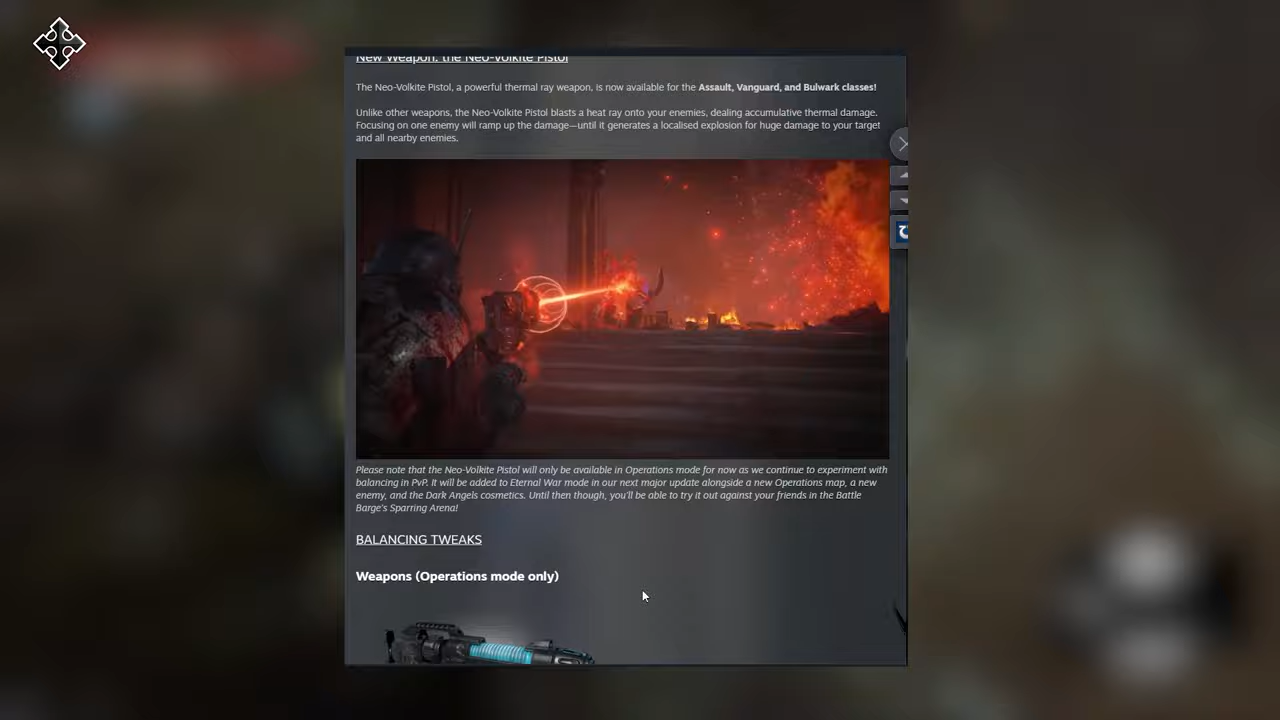 New Weapon: the Neo-Volkite Pistol
The Neo-Volkite Pistol, a powerful thermal ray weapon, is now available for the Assault, Vanguard, and Bulwark classes!
Unlike other weapons, the Neo-Volkite Pistol blasts a heat ray onto your enemies, dealing accumulative thermal damage.
Focusing on one enemy will ramp up the damage—until it generates a localised explosion for huge damage to your target
and all nearby enemies.
Please note that the Neo-Volkite Pistol will only be available in Operations mode for now as we continue to experiment with
balancing in PvP. It will be added to Eternal War mode in our next major update alongside a new Operations map, a new
enemy, and the Dark Angels cosmetics. Until then though, you'll be able to try it out against your friends in the Battle
Barge's Sparring Arena!
BALANCING TWEAKS
Weapons (Operations mode only)